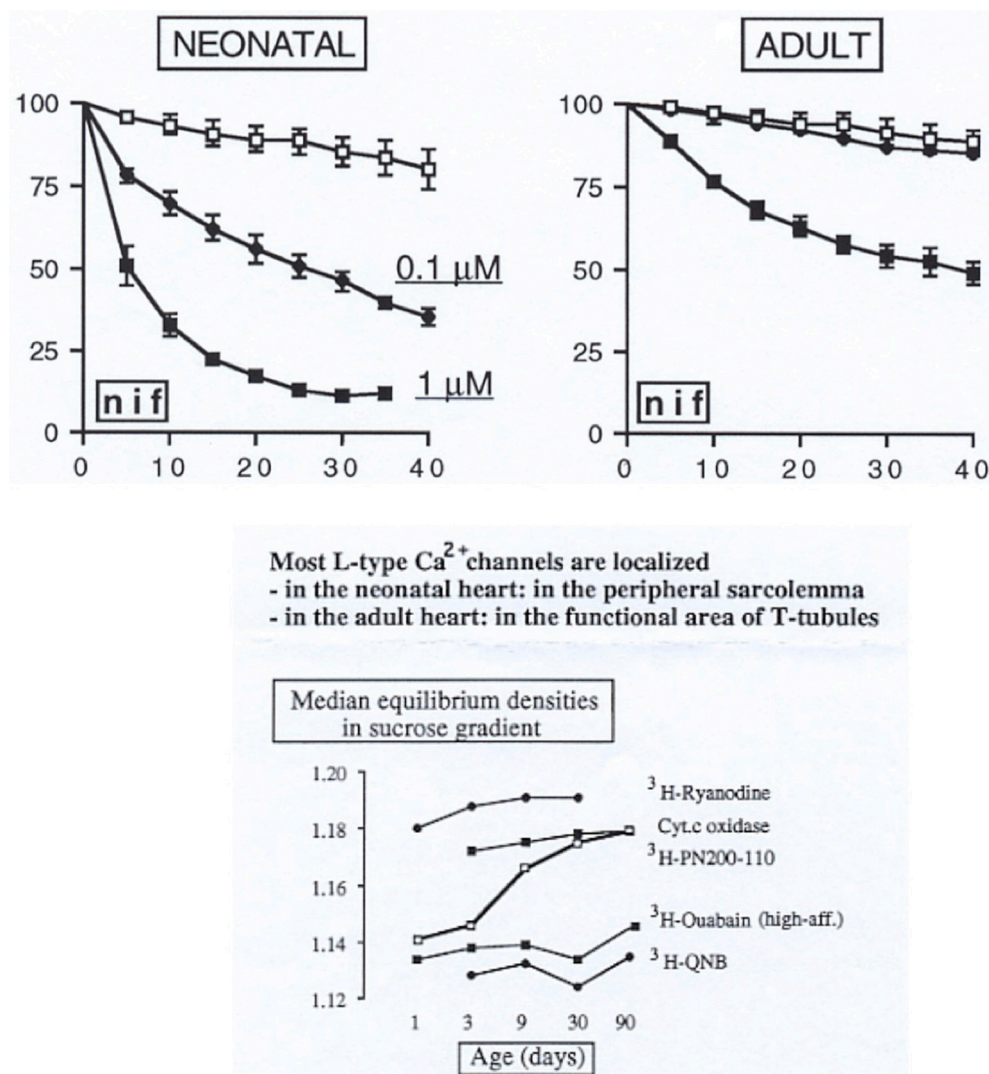 NEONATAL
100
75
50
25
0
0 10 20 30 40
0.1 μM
1 μM
nif
ADULT
100
75
50
25
0
0 10 20 30 40
nif
Most L-type Ca²⁺channels are localized
- in the neonatal heart: in the peripheral sarcolemma
- in the adult heart: in the functional area of T-tubules
Median equilibrium densities
in sucrose gradient
1.20
1.18
1.16
1.14
1.12
³H-Ryanodine
Cyt.c oxidase
³H-PN200-110
³H-Ouabain (high-aff.)
³H-QNB
1 3 9 30 90
Age (days)